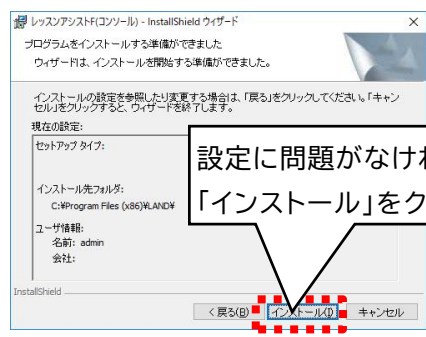 レッスンアシストF(コンソール) - InstallShield ウィザード
プログラムをインストールする準備ができました
ウィザードは、インストールを開始する準備ができました。
インストールの設定を参照したり変更する場合は、「戻る」をクリックしてください。「キャン
セル」をクリックすると、ウィザードを終了します。
現在の設定:
セットアップ タイプ:
設定に問題がなけ
「インストール」をク
インストール先フォルダ:
C:¥Program Files (x86)¥LAND¥
ユーザ情報:
名前: admin
会社:
InstallShield
< 戻る(B)
インストール(I)
キャンセル